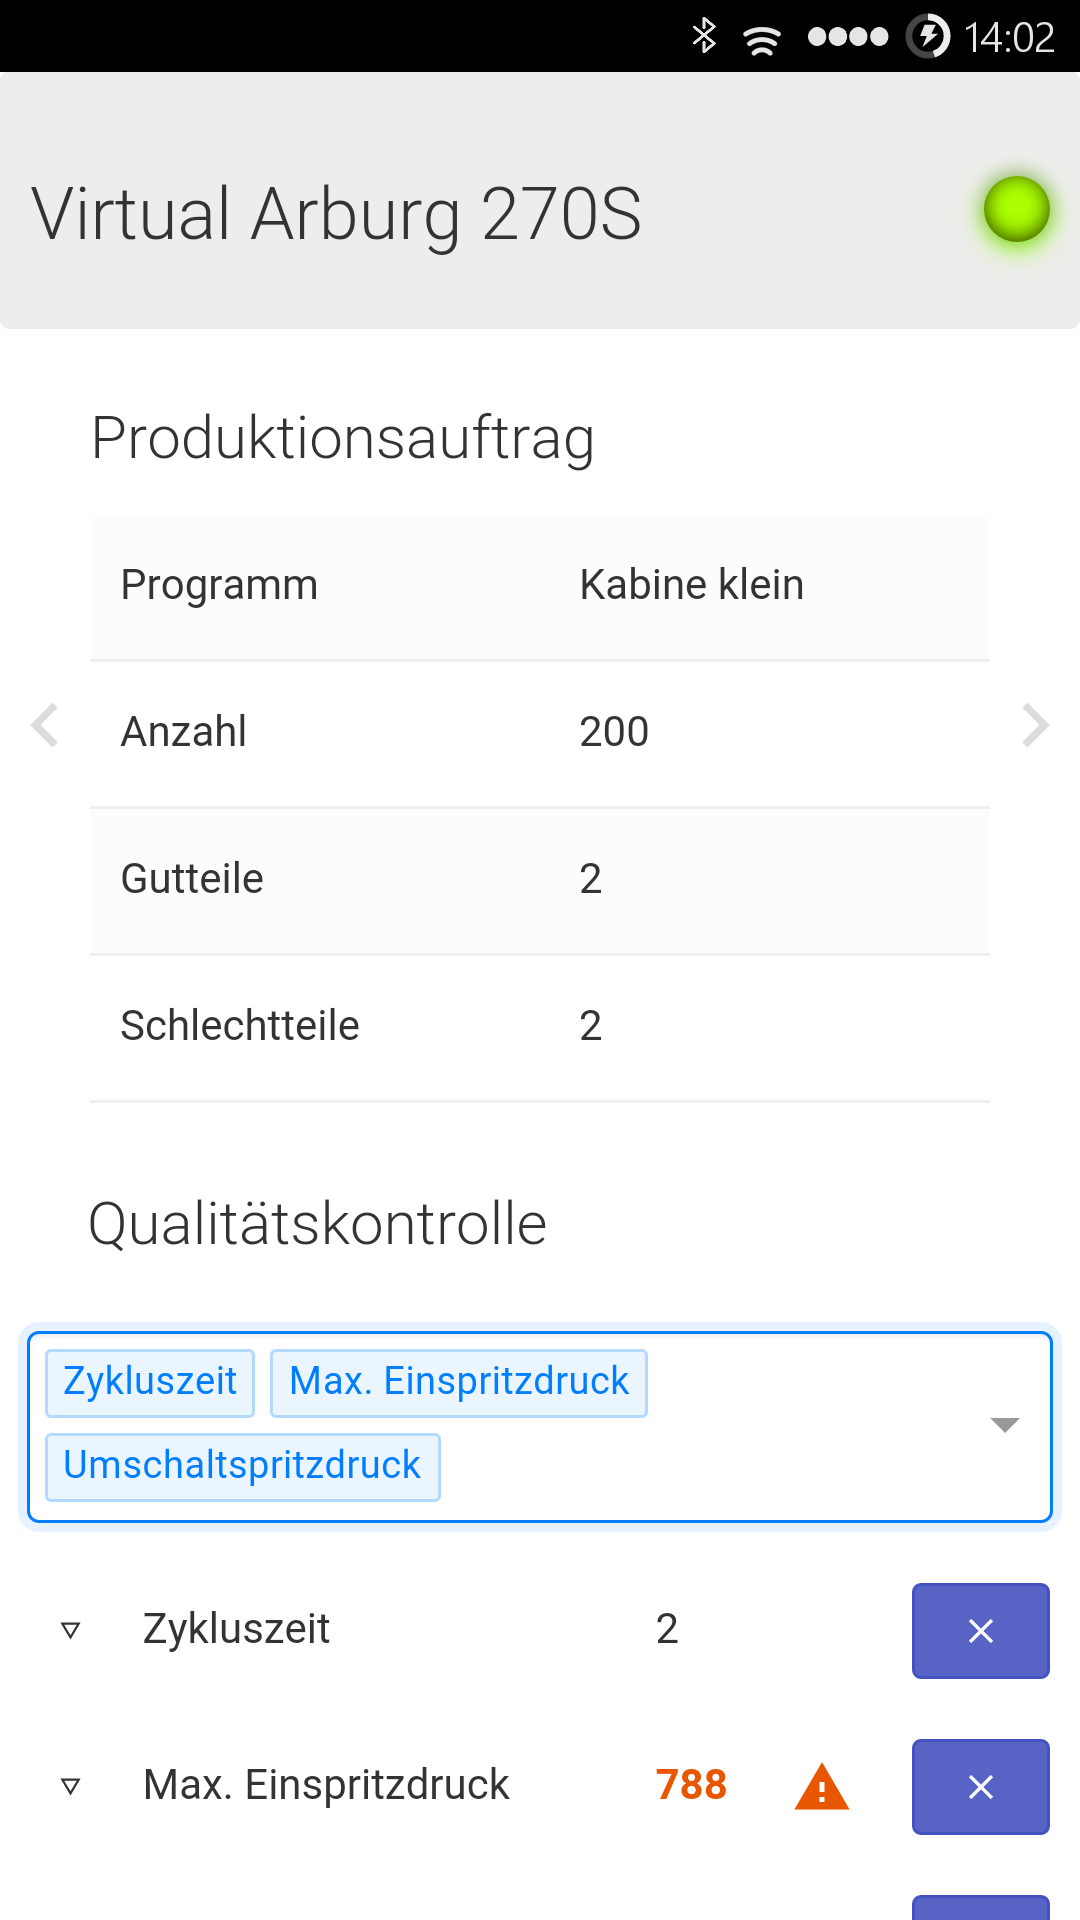 14:02
Virtual Arburg 270S
Produktionsauftrag
Programm Kabine klein
Anzahl 200
Gutteile 2
Schlechtteile 2
Qualitätskontrolle
Zykluszeit Max. Einspritzdruck
Umschaltspritzdruck
Zykluszeit 2
Max. Einspritzdruck 788